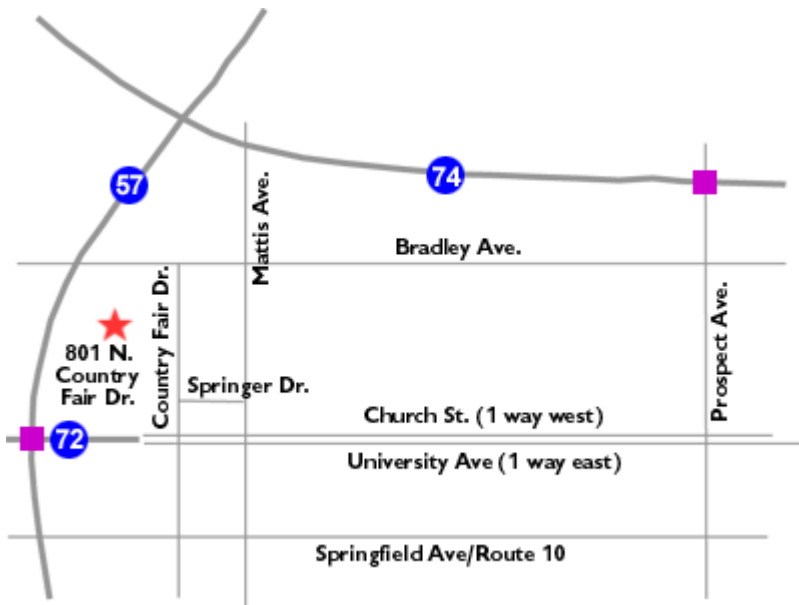 57
74
Mattis Ave.
Bradley Ave.
Country Fair Dr.
Prospect Ave.
801 N.
Country
Fair Dr.
Springer Dr.
Church St. (1 way west)
72
University Ave (1 way east)
Springfield Ave/Route 10